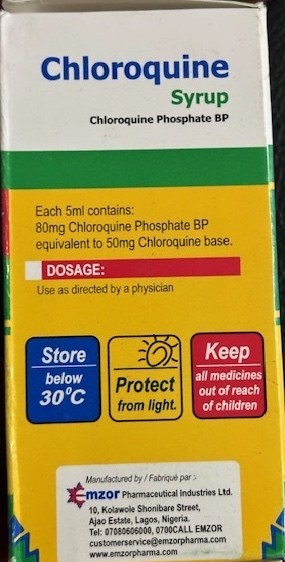 Chloroquine
Syrup
Chloroquine Phosphate BP
Each 5ml contains:
80mg Chloroquine Phosphate BP
equivalent to 50mg Chloroquine base.
DOSAGE:
Use as directed by a physician
Store
below
30°C
Protect
from light.
Keep
all medicines
out of reach
of children
Manufactured by / Fabriqué par :-
Emzor Pharmaceutical Industries Ltd.
10, Kolawole Shonibare Street,
Ajao Estate, Lagos, Nigeria.
Tel: 07080606000, 0700CALL EMZOR
customerservice@emzorpharma.com
www.emzorpharma.com